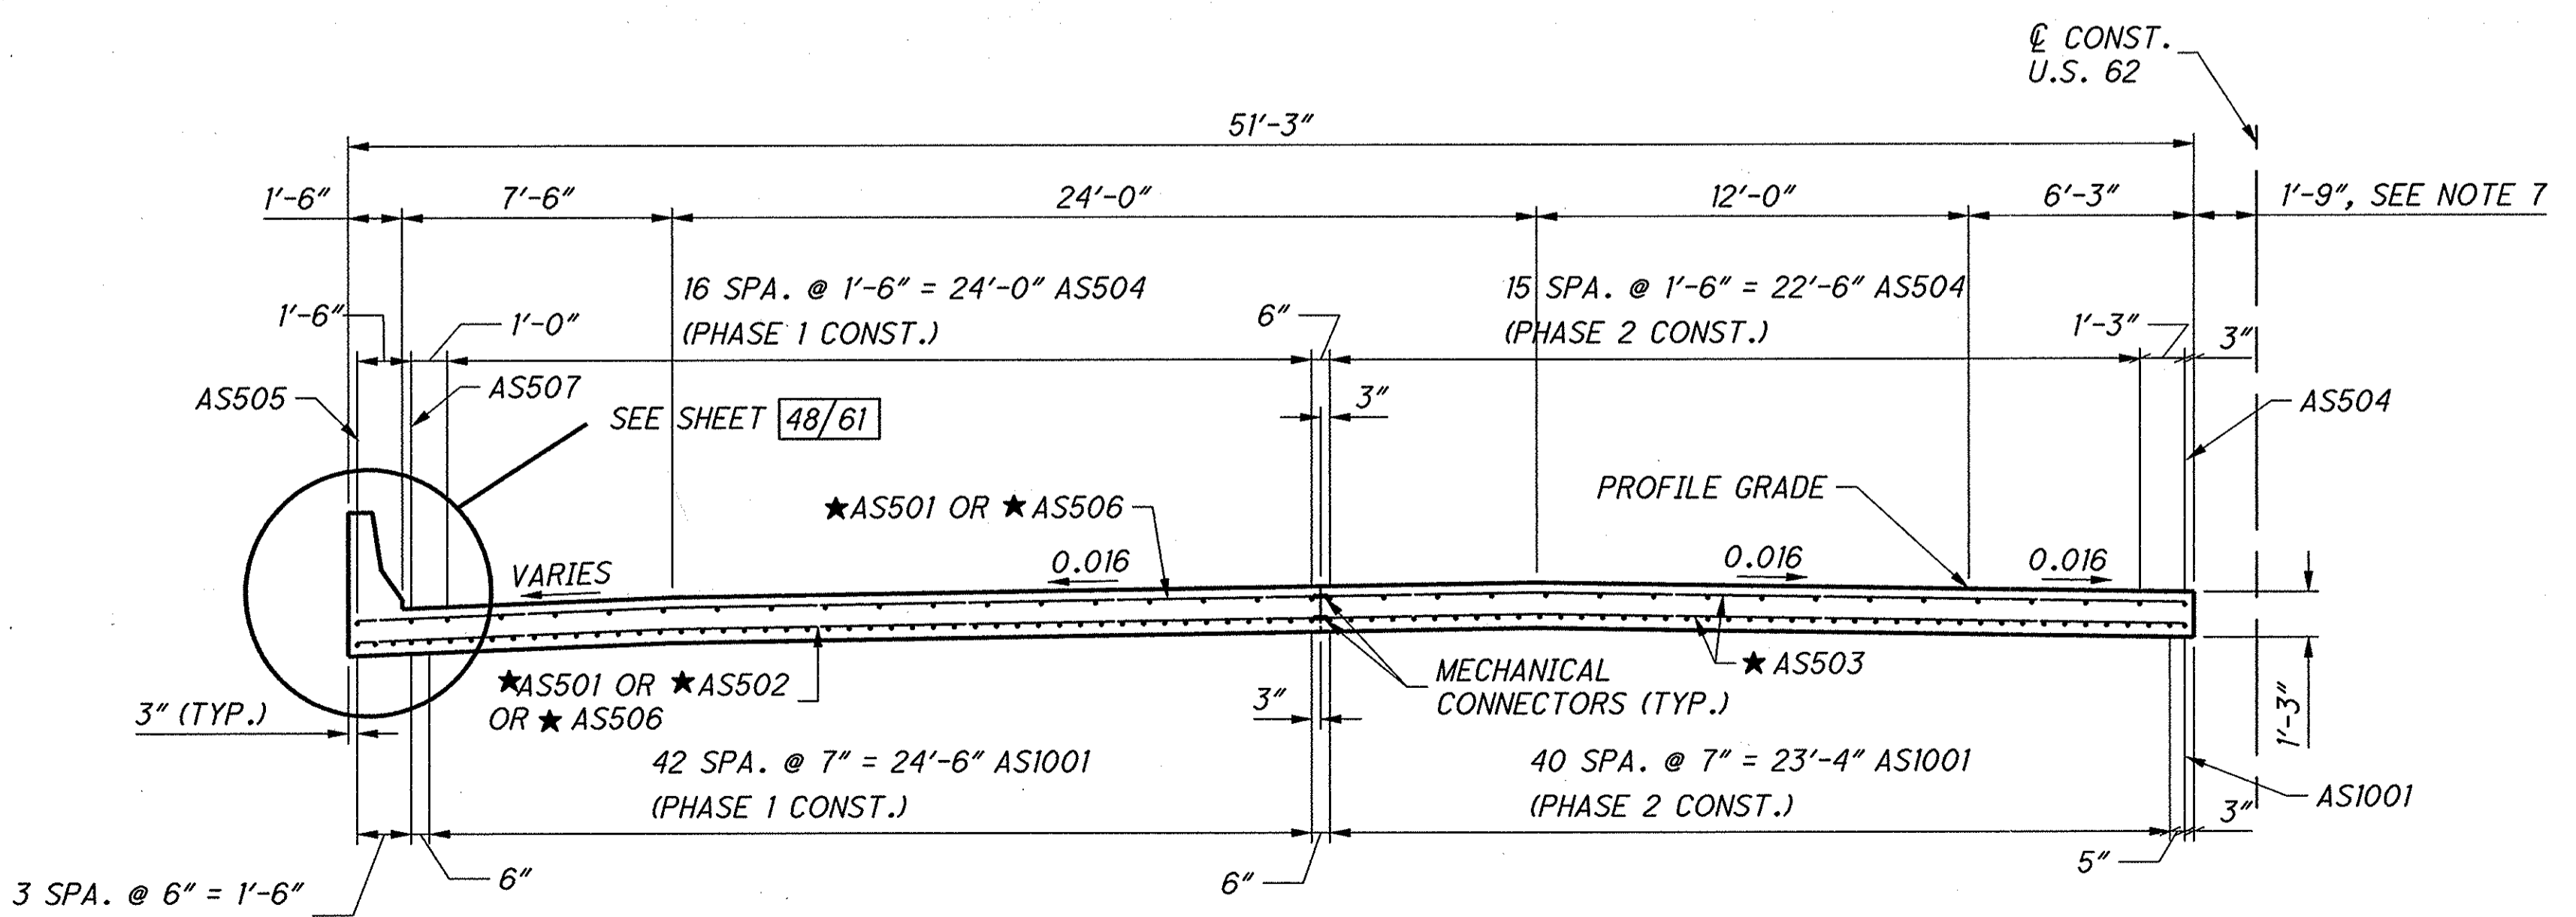 ℄ CONST.
U.S. 62
51'-3"
1'-6"
7'-6"
24'-0"
12'-0"
6'-3"
1'-9", SEE NOTE 7
16 SPA. @ 1'-6" = 24'-0" AS504
(PHASE 1 CONST.)
15 SPA. @ 1'-6" = 22'-6" AS504
(PHASE 2 CONST.)
1'-6"
1'-0"
6"
1'-3"
3"
AS505
AS507
3"
AS504
SEE SHEET 48/61
★AS501 OR ★AS506
PROFILE GRADE
VARIES
0.016
0.016
0.016
★AS501 OR ★AS502
OR ★ AS506
MECHANICAL
CONNECTORS (TYP.)
★ AS503
3" (TYP.)
3"
1'-3"
42 SPA. @ 7" = 24'-6" AS1001
(PHASE 1 CONST.)
40 SPA. @ 7" = 23'-4" AS1001
(PHASE 2 CONST.)
AS1001
3"
3 SPA. @ 6" = 1'-6"
6"
6"
5"